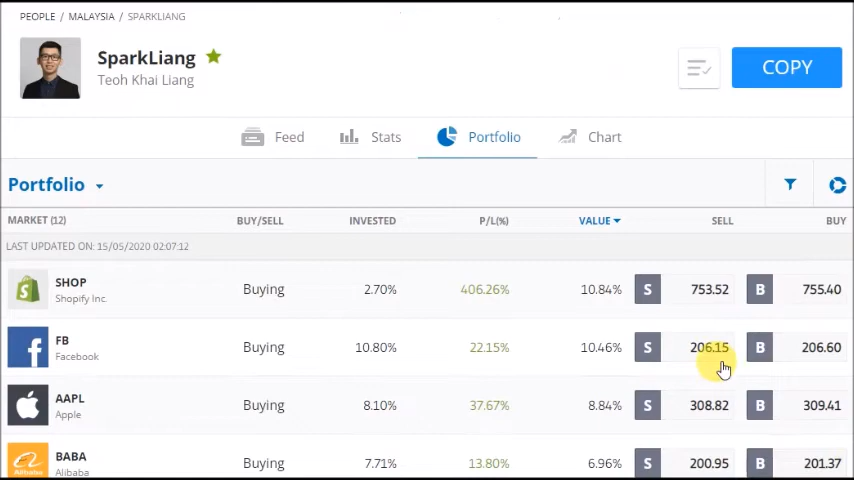 PEOPLE / MALAYSIA / SPARKLIANG
SparkLiang
Teoh Khai Liang
COPY
Feed Stats Portfolio Chart
Portfolio
MARKET (12) BUY/SELL INVESTED P/L(%) VALUE SELL BUY
LAST UPDATED ON: 15/05/2020 02:07:12
SHOP
Shopify Inc.
Buying 2.70% 406.26% 10.84% S 753.52 B 755.40
FB
Facebook
Buying 10.80% 22.15% 10.46% S 206.15 B 206.60
AAPL
Apple
Buying 8.10% 37.67% 8.84% S 308.82 B 309.41
BABA
Alibaba
Buying 7.71% 13.80% 6.96% S 200.95 B 201.37